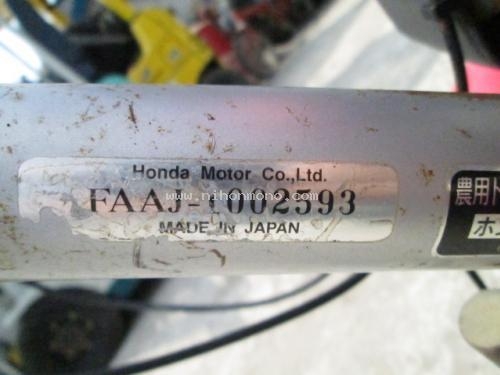 Honda Motor Co.,Ltd.
FAAJ-1002593
MADE IN JAPAN
www.nihonmono.com
農用ト
ホ